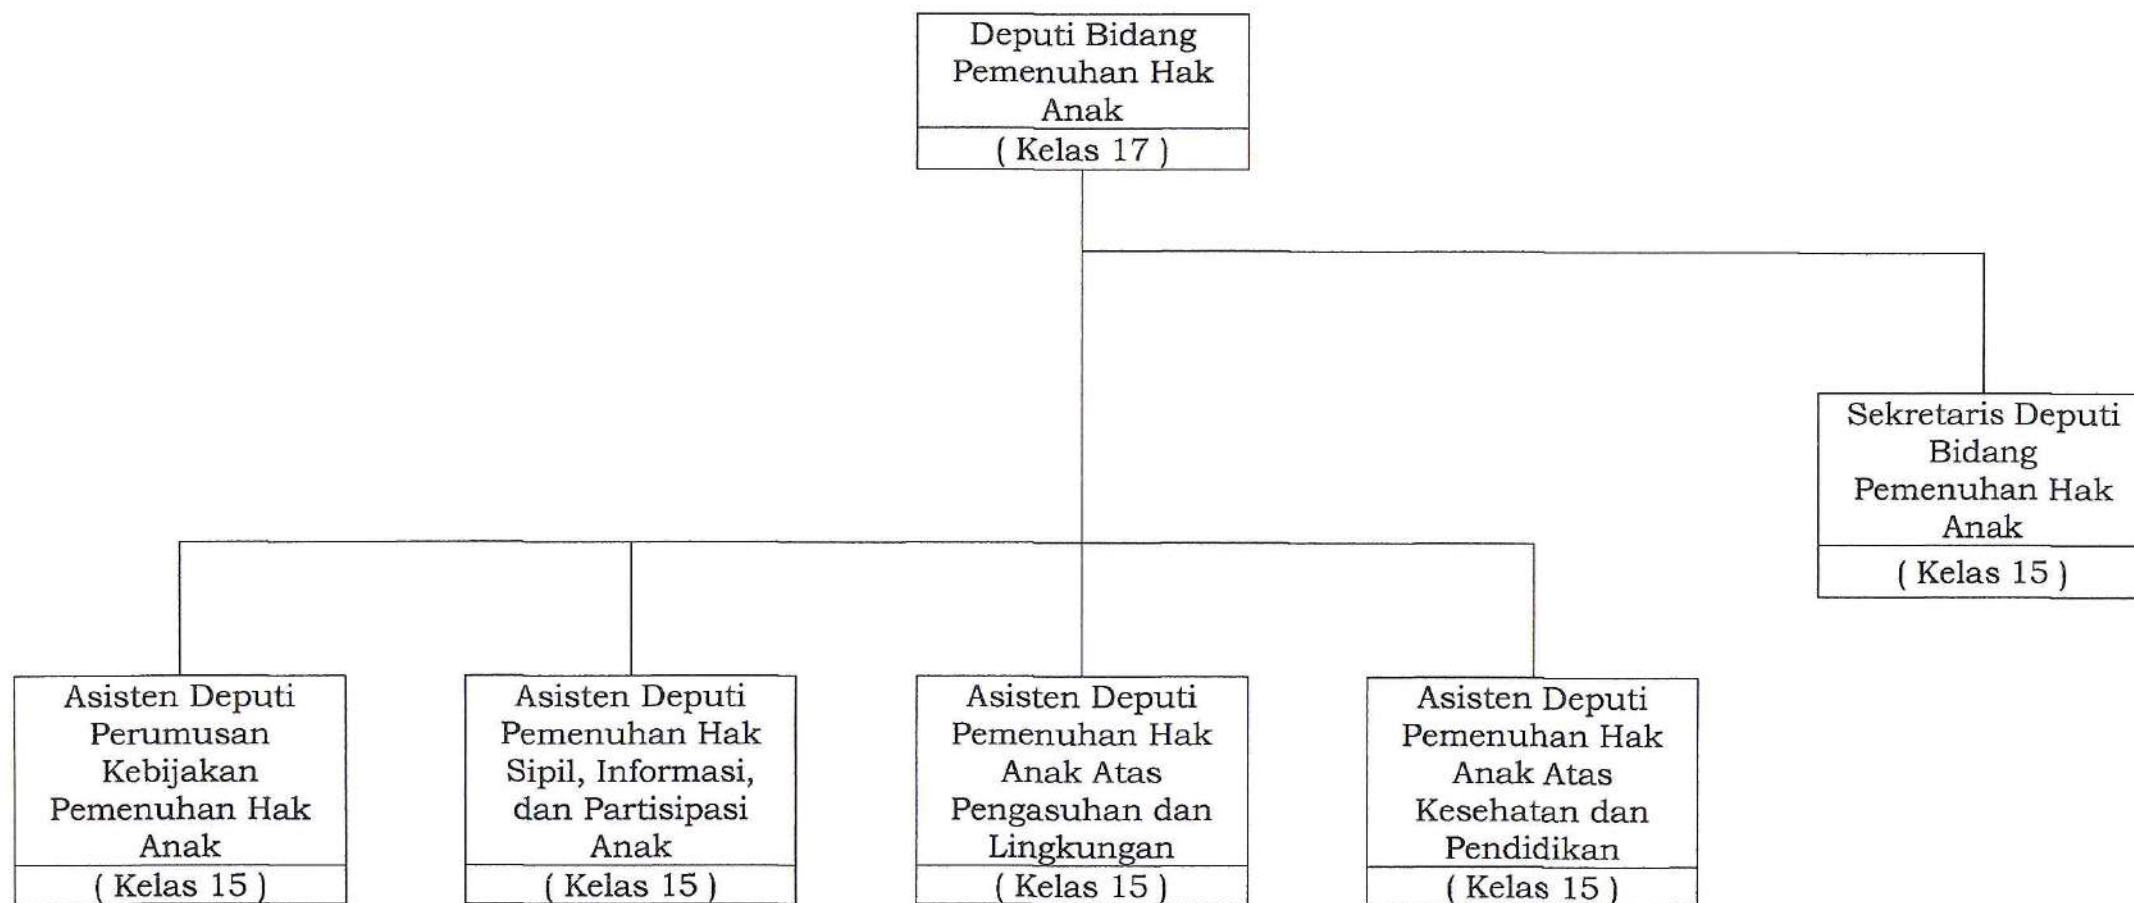 Deputi Bidang
Pemenuhan Hak
Anak
( Kelas 17 )
Sekretaris Deputi
Bidang
Pemenuhan Hak
Anak
( Kelas 15 )
Asisten Deputi
Perumusan
Kebijakan
Pemenuhan Hak
Anak
( Kelas 15 )
Asisten Deputi
Pemenuhan Hak
Sipil, Informasi,
dan Partisipasi
Anak
( Kelas 15 )
Asisten Deputi
Pemenuhan Hak
Anak Atas
Pengasuhan dan
Lingkungan
( Kelas 15 )
Asisten Deputi
Pemenuhan Hak
Anak Atas
Kesehatan dan
Pendidikan
( Kelas 15 )